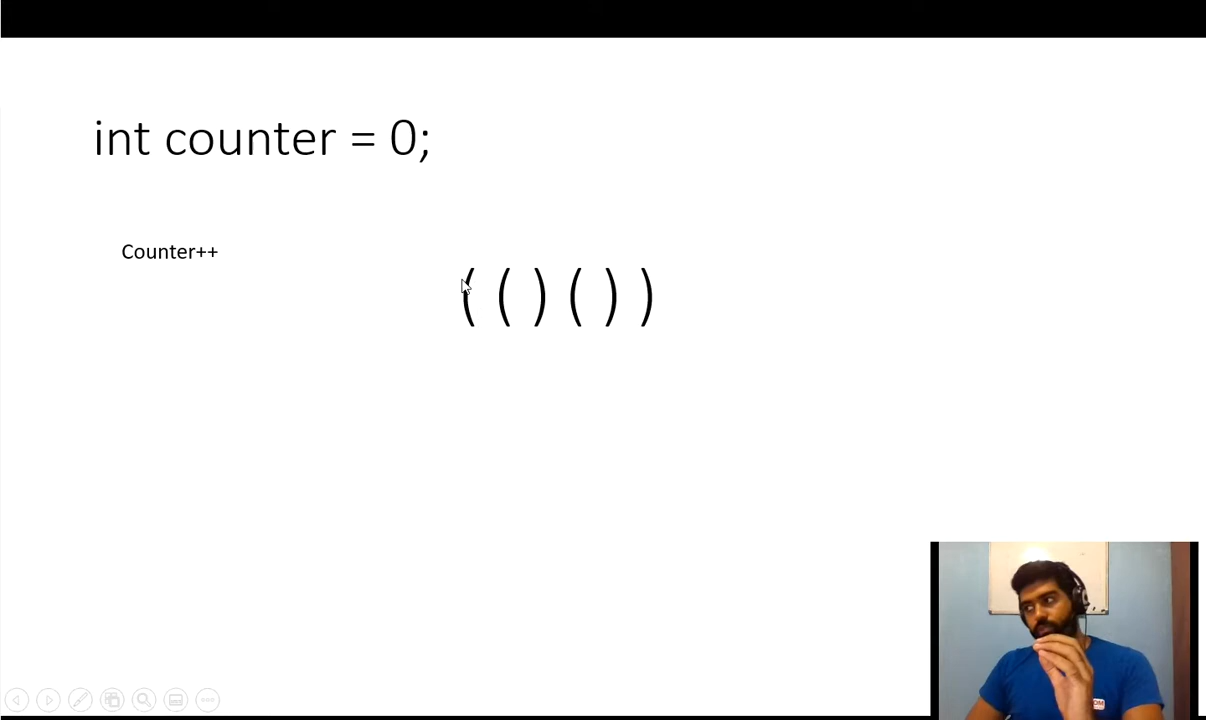 int counter = 0;
Counter++
( ( ) ( ) )